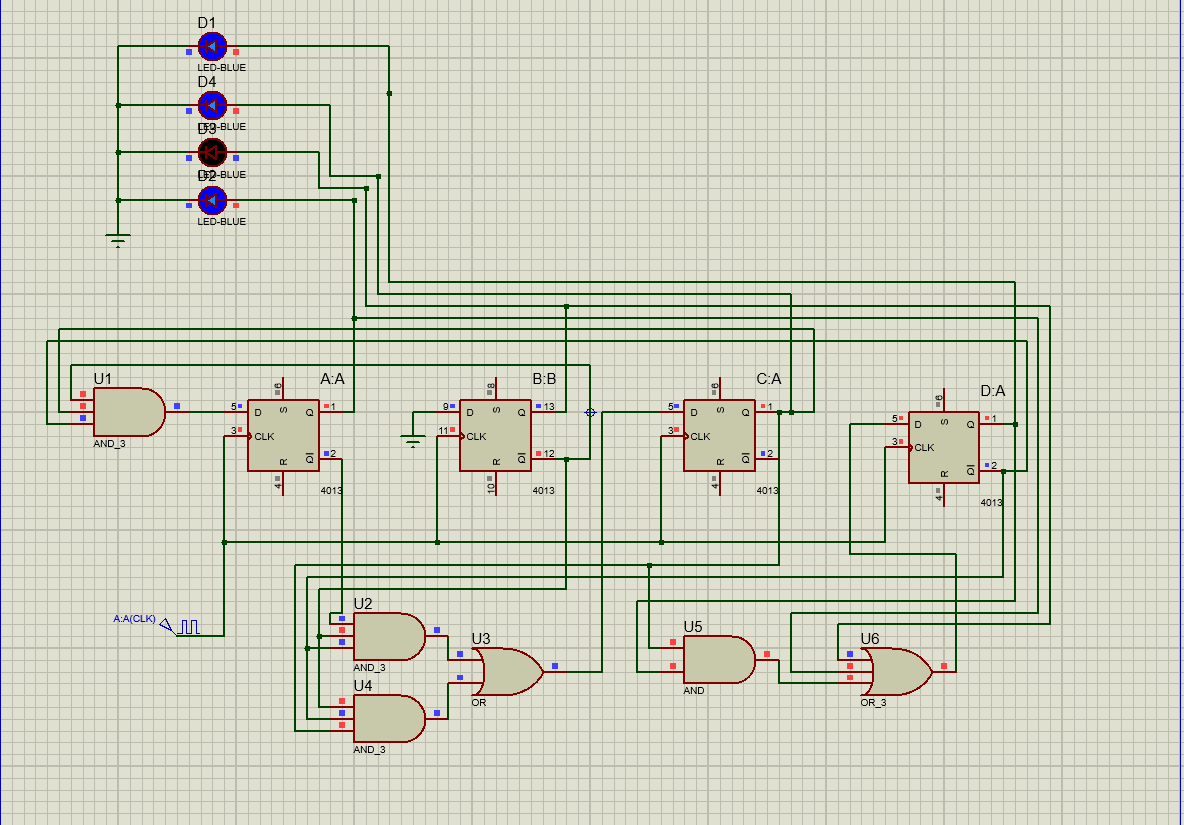 D1
LED-BLUE
D4
LED-BLUE
D3
LED-BLUE
D2
LED-BLUE
U1
AND_3
A:A
5 D S 6 Q 1
3 CLK
R 4 Q 2
4013
B:B
9 D S 8 Q 13
11 CLK
R 10 Q 12
4013
C:A
5 D S 6 Q 1
3 CLK
R 4 Q 2
4013
D:A
5 D S 6 Q 1
3 CLK
R 4 Q 2
4013
A:A(CLK)
U2
AND_3
U3
OR
U4
AND_3
U5
AND
U6
OR_3